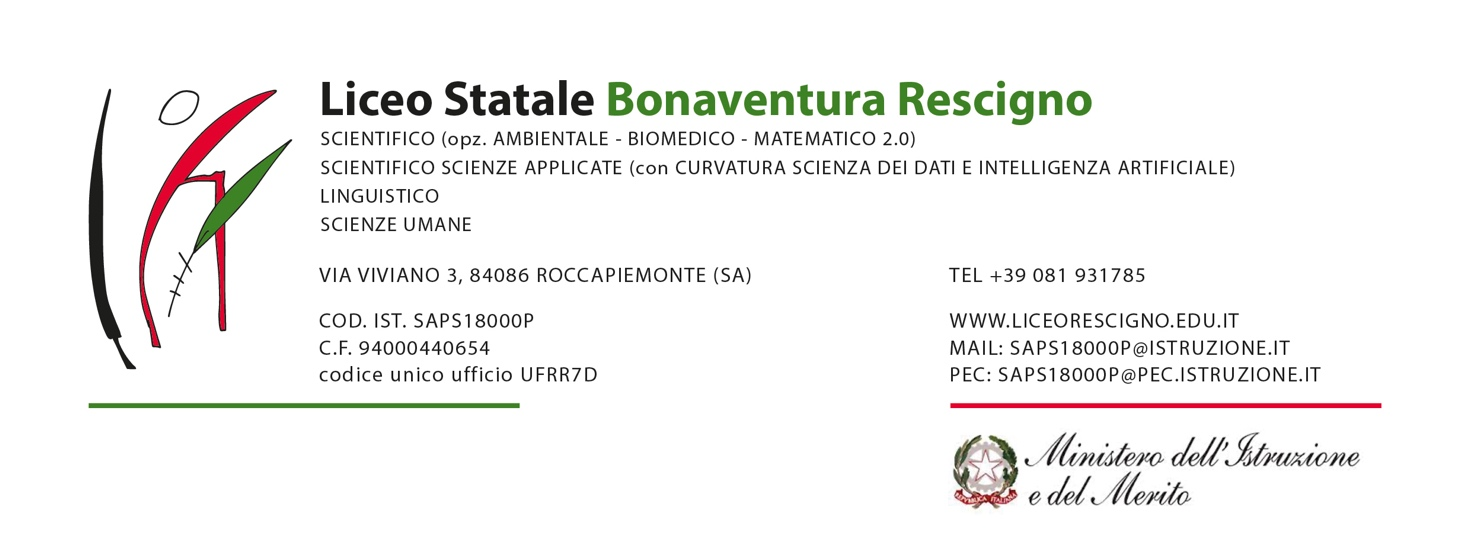 Liceo Statale Bonaventura Rescigno
SCIENTIFICO (opz. AMBIENTALE - BIOMEDICO - MATEMATICO 2.0)
SCIENTIFICO SCIENZE APPLICATE (con CURVATURA SCIENZA DEI DATI E INTELLIGENZA ARTIFICIALE)
LINGUISTICO
SCIENZE UMANE
VIA VIVIANO 3, 84086 ROCCAPIEMONTE (SA)
TEL +39 081 931785
COD. IST. SAPS18000P
C.F. 94000440654
codice unico ufficio UFRR7D
WWW.LICEORESCIGNO.EDU.IT
MAIL: SAPS18000P@ISTRUZIONE.IT
PEC: SAPS18000P@PEC.ISTRUZIONE.IT
Ministero dell'Istruzione
e del Merito
REPVBBLICA ITALIANA